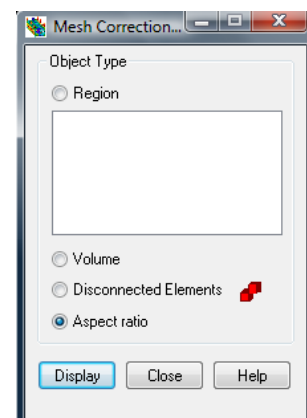 Mesh Correction...
Object Type
Region
Volume
Disconnected Elements
Aspect ratio
Display Close Help